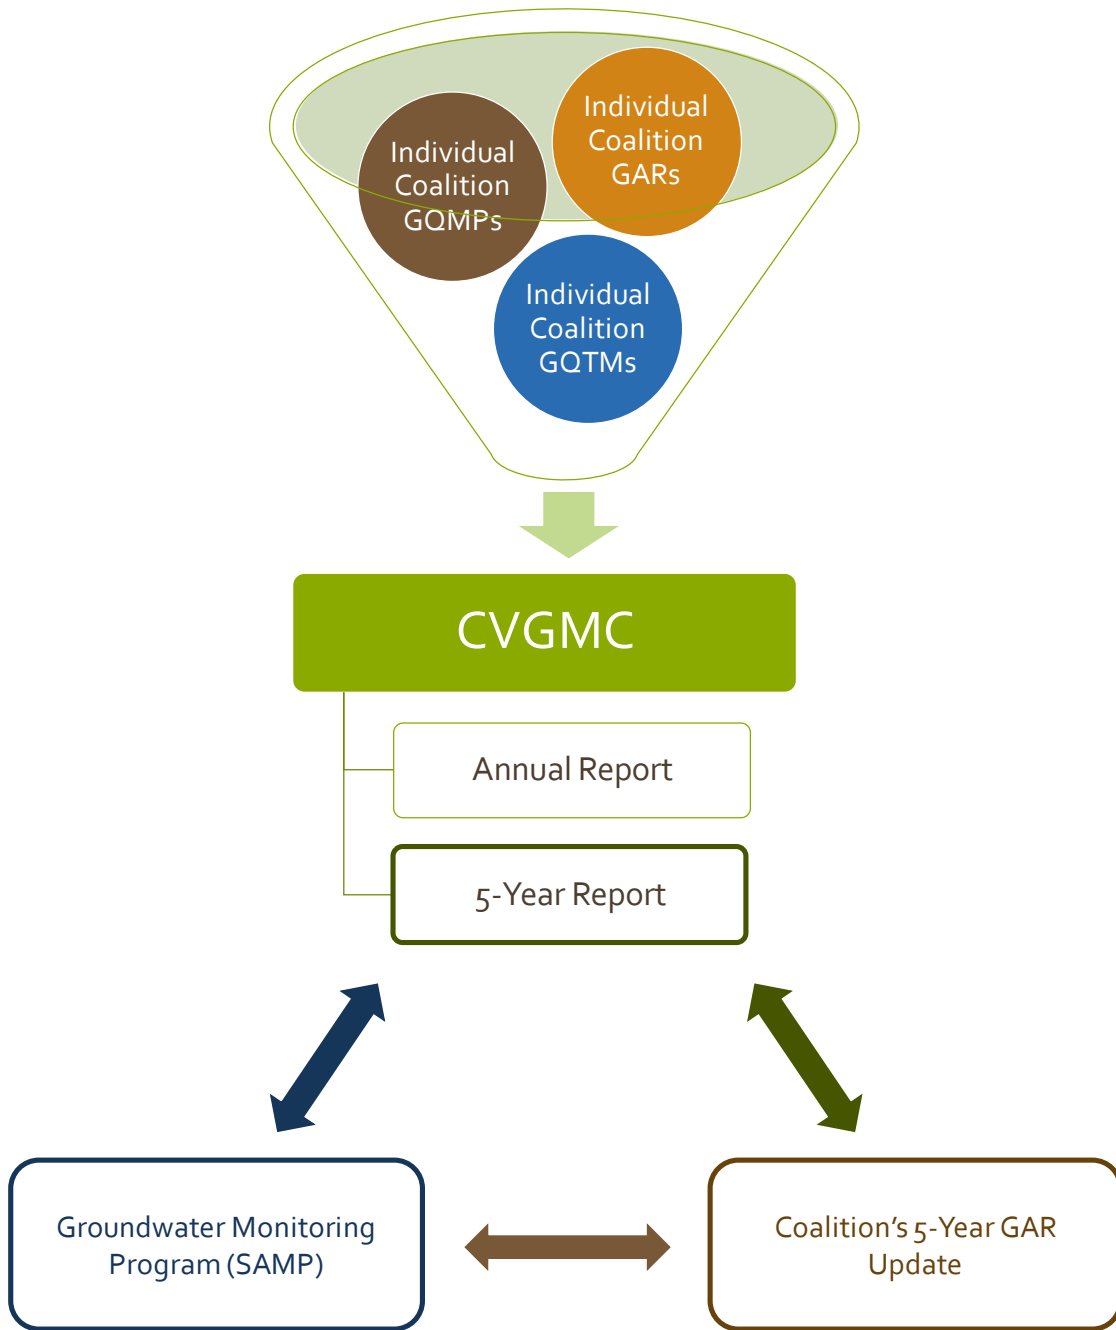 Individual
Coalition
GARs
Individual
Coalition
GQMPs
Individual
Coalition
GQTMs
CVGMC
Annual Report
5-Year Report
Groundwater Monitoring
Program (SAMP)
Coalition's 5-Year GAR
Update